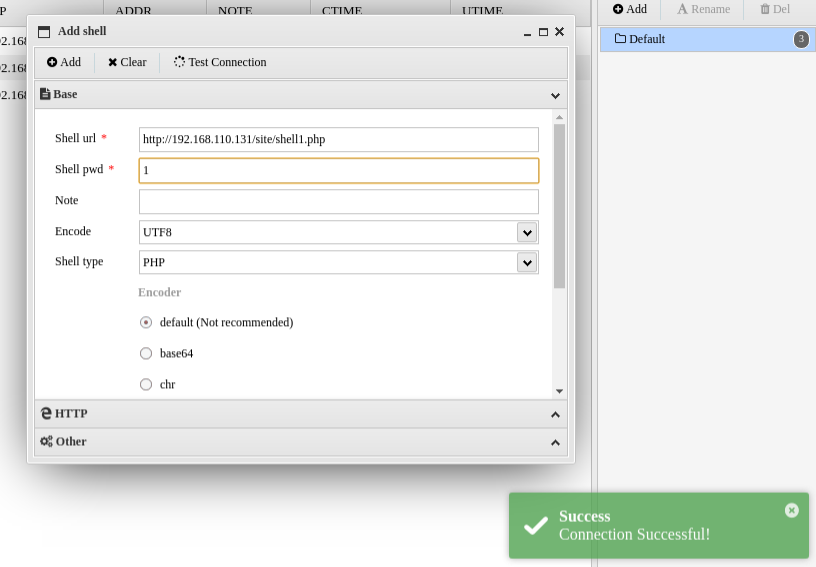 P ADDR NOTE CTIME UTIME
Add Rename Del
Default 3
2.168
2.168
2.168
Add shell
Add Clear Test Connection
Base
Shell url * http://192.168.110.131/site/shell1.php
Shell pwd * 1
Note
Encode UTF8
Shell type PHP
Encoder
default (Not recommended)
base64
chr
HTTP
Other
Success
Connection Successful!